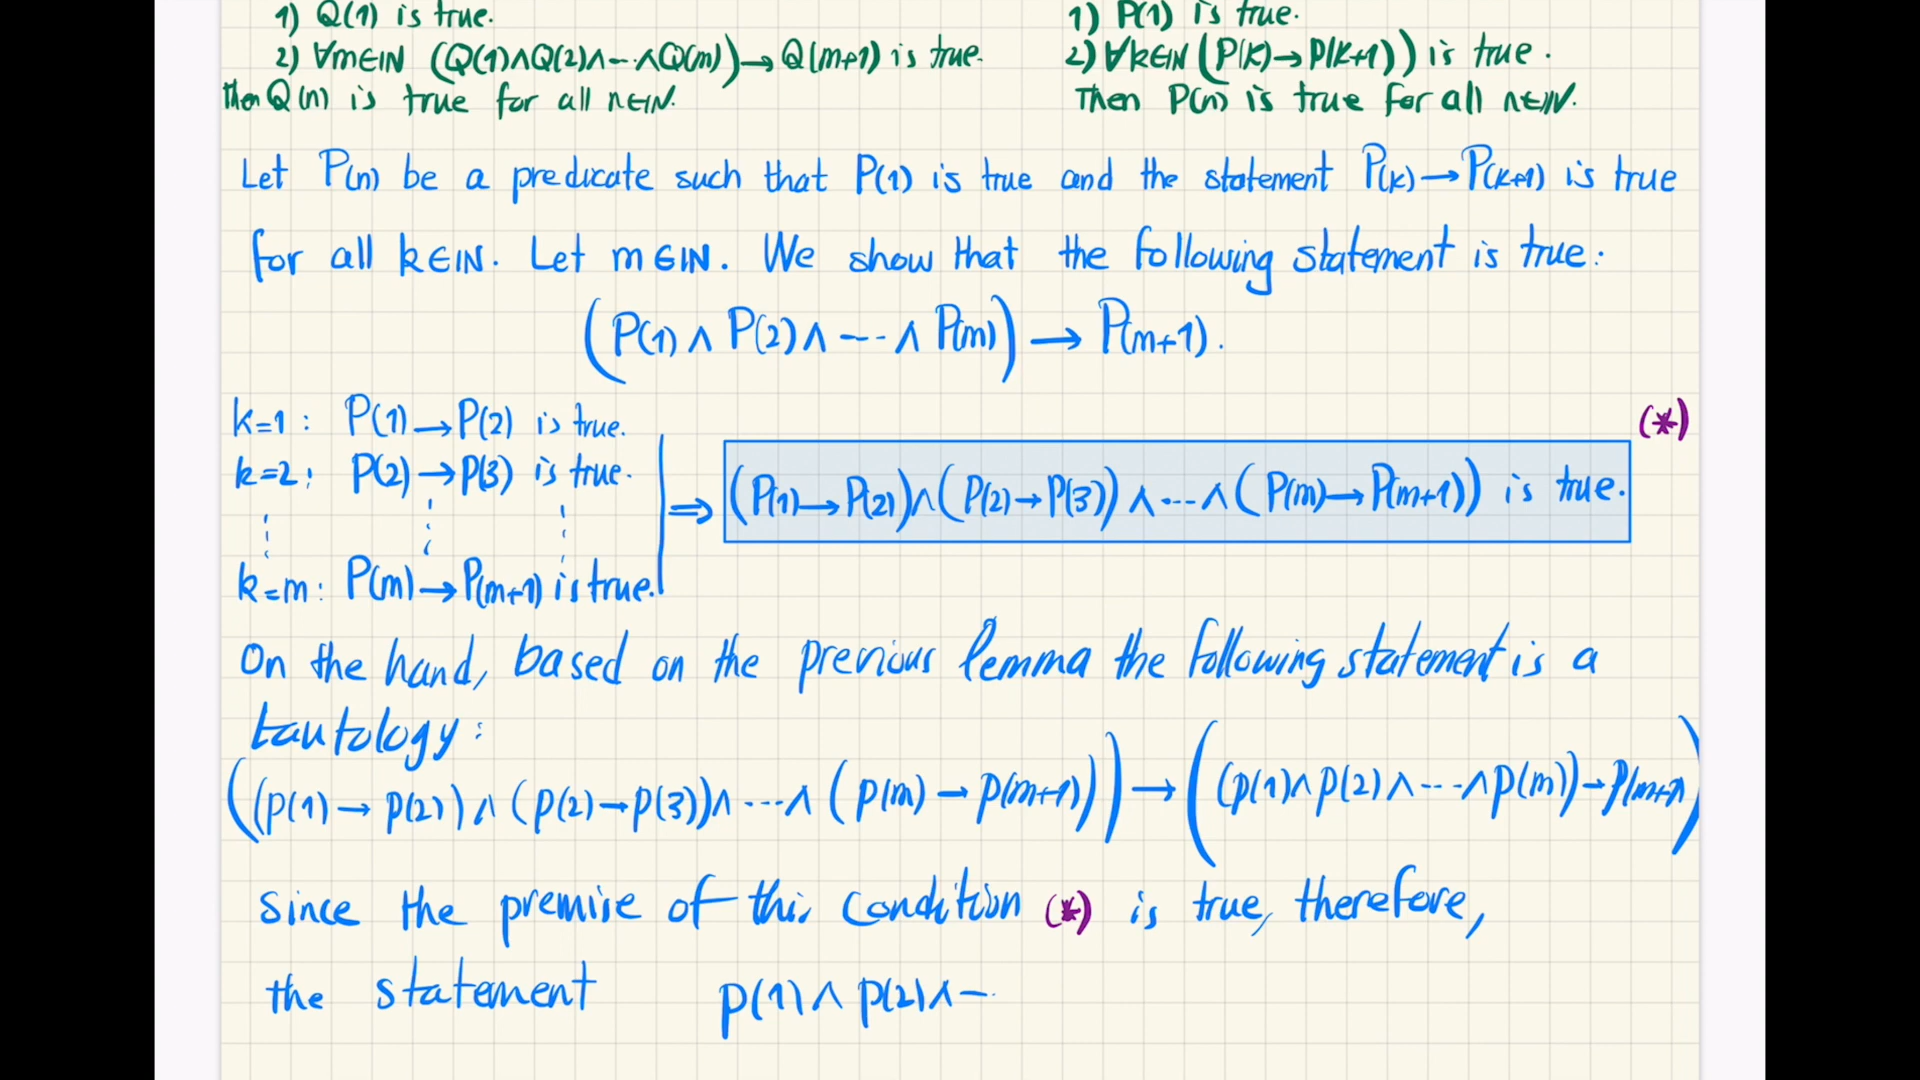 1) Q(1) is true.
2) ∀m∈ℕ (Q(1)∧Q(2)∧--∧Q(m))→Q(m+1) is true.
then Q(n) is true for all n∈ℕ.
1) P(1) is true.
2) ∀k∈ℕ (P(k)→P(k+1)) is true.
Then P(n) is true for all n∈ℕ.
Let P(n) be a predicate such that P(1) is true and the statement P(k)→P(k+1) is true
for all k∈ℕ. Let m∈ℕ. We show that the following statement is true:
(P(1)∧P(2)∧---∧P(m))→P(m+1).
k=1: P(1)→P(2) is true.
k=2: P(2)→P(3) is true.
k=m: P(m)→P(m+1) is true.
⇒ (P(1)→P(2))∧(P(2)→P(3))∧---∧(P(m)→P(m+1)) is true. (*)
On the hand, based on the previous lemma the following statement is a
tautology:
((p(1)→p(2))∧(p(2)→p(3))∧---∧(p(m)→p(m+1)))→((p(1)∧p(2)∧---∧p(m))→p(m+1))
since the premise of this condition (*) is true, therefore,
the statement p(1)∧p(2)∧--